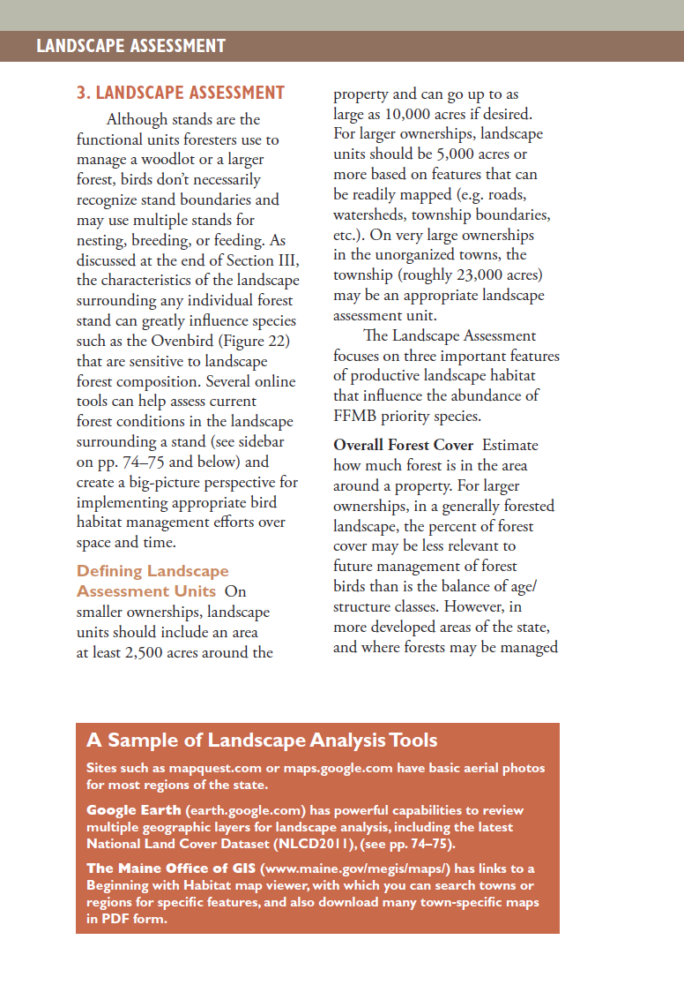 LANDSCAPE ASSESSMENT
3. LANDSCAPE ASSESSMENT
Although stands are the
functional units foresters use to
manage a woodlot or a larger
forest, birds don’t necessarily
recognize stand boundaries and
may use multiple stands for
nesting, breeding, or feeding. As
discussed at the end of Section III,
the characteristics of the landscape
surrounding any individual forest
stand can greatly influence species
such as the Ovenbird (Figure 22)
that are sensitive to landscape
forest composition. Several online
tools can help assess current
forest conditions in the landscape
surrounding a stand (see sidebar
on pp. 74–75 and below) and
create a big-picture perspective for
implementing appropriate bird
habitat management efforts over
space and time.
Defining Landscape
Assessment Units On
smaller ownerships, landscape
units should include an area
at least 2,500 acres around the
property and can go up to as
large as 10,000 acres if desired.
For larger ownerships, landscape
units should be 5,000 acres or
more based on features that can
be readily mapped (e.g. roads,
watersheds, township boundaries,
etc.). On very large ownerships
in the unorganized towns, the
township (roughly 23,000 acres)
may be an appropriate landscape
assessment unit.
The Landscape Assessment
focuses on three important features
of productive landscape habitat
that influence the abundance of
FFMB priority species.
Overall Forest Cover Estimate
how much forest is in the area
around a property. For larger
ownerships, in a generally forested
landscape, the percent of forest
cover may be less relevant to
future management of forest
birds than is the balance of age/
structure classes. However, in
more developed areas of the state,
and where forests may be managed
A Sample of Landscape Analysis Tools
Sites such as mapquest.com or maps.google.com have basic aerial photos
for most regions of the state.
Google Earth (earth.google.com) has powerful capabilities to review
multiple geographic layers for landscape analysis, including the latest
National Land Cover Dataset (NLCD2011), (see pp. 74–75).
The Maine Office of GIS (www.maine.gov/megis/maps/) has links to a
Beginning with Habitat map viewer, with which you can search towns or
regions for specific features, and also download many town-specific maps
in PDF form.